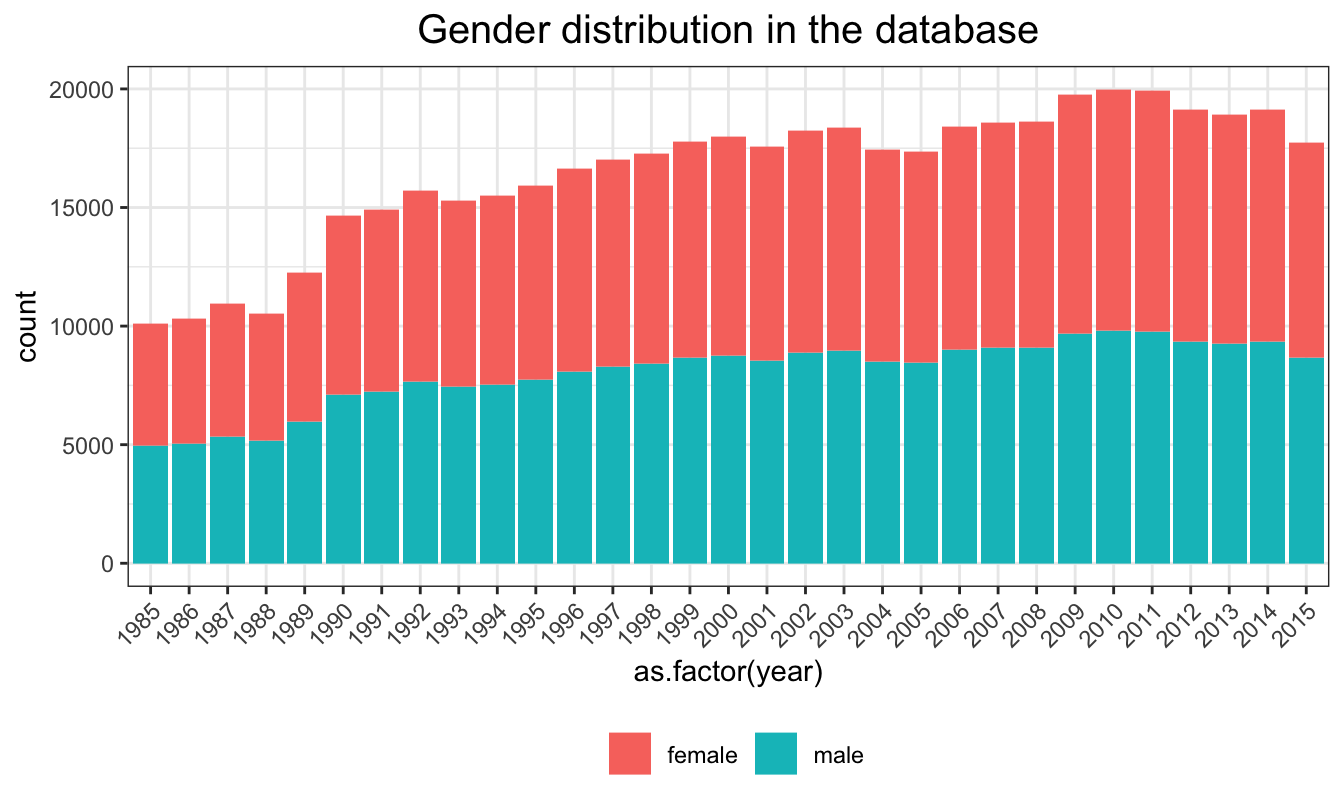 Gender distribution in the database
count
20000
15000
10000
5000
0
1985 1986 1987 1988 1989 1990 1991 1992 1993 1994 1995 1996 1997 1998 1999 2000 2001 2002 2003 2004 2005 2006 2007 2008 2009 2010 2011 2012 2013 2014 2015
as.factor(year)
female male